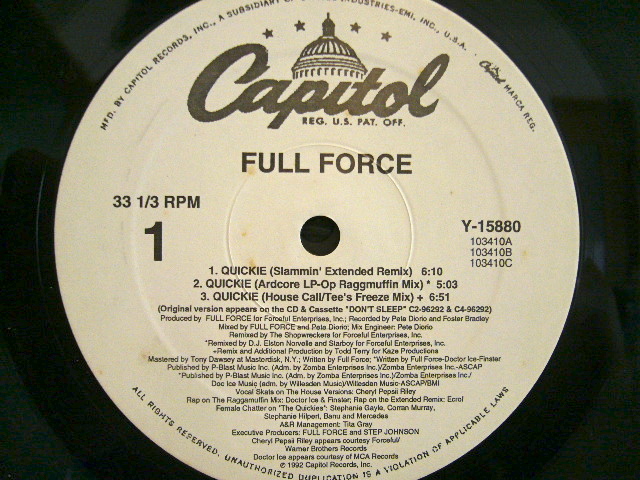 MFD. BY CAPITOL RECORDS, INC., A SUBSIDIARY OF INDUSTRIES-EMI, INC., U.S.A. . Capitol MARCA REG.
Capitol
REG. U.S. PAT. OFF.
FULL FORCE
33 1/3 RPM
1
Y-15880
103410A
103410B
103410C
1. QUICKIE (Slammin' Extended Remix) 6:10
2. QUICKIE (Ardcore LP-Op Raggmuffin Mix) * 5:03
3. QUICKIE (House Call/Tee's Freeze Mix) + 6:51
(Original version appears on the CD & Cassette "DON'T SLEEP" C2-96292 & C4-96292)
Produced by FULL FORCE for Forceful Enterprises, Inc.; Recorded by Pete Diorio and Foster Bradley
Mixed by FULL FORCE and Pete Diorio; Mix Engineer: Pete Diorio
Remixed by The Shopwreckers for Forceful Enterprises, Inc.
*Remixed by D.J. Elston Norville and Starboy for Forceful Enterprises, Inc.
+Remix and Additional Production by Todd Terry for Kaze Productions
Mastered by Tony Dawsey at Masterdisk, N.Y.; Written by Full Force; *Written by Full Force-Doctor Ice-Finster
Published by P-Blast Music Inc. (Adm. by Zomba Enterprises Inc.)/Zomba Enterprises Inc.-ASCAP
*Published by P-Blast Music Inc. (Adm. by Zomba Enterprises Inc.)/Zomba Enterprises Inc./
Doc Ice Music (adm. by Willesden Music)/Willesden Music-ASCAP/BMI
Vocal Skats on The House Versions: Cheryl Pepsii Riley
Rap on The Raggamuffin Mix: Doctor Ice & Finster; Rap on the Extended Remix: Ecrol
Female Chatter on "The Quickies": Stephanie Gayle, Corran Murray,
Stephanie Hilpert, Banu and Mercedes
A&R Management: Tita Gray
Executive Producers: FULL FORCE and STEP JOHNSON
Cheryl Pepsii Riley appears courtesy Forceful/
Warner Brothers Records
Doctor Ice appears courtesy of MCA Records
℗ 1992 Capitol Records, Inc.
ALL RIGHTS RESERVED. UNAUTHORIZED DUPLICATION IS A VIOLATION OF APPLICABLE LAWS